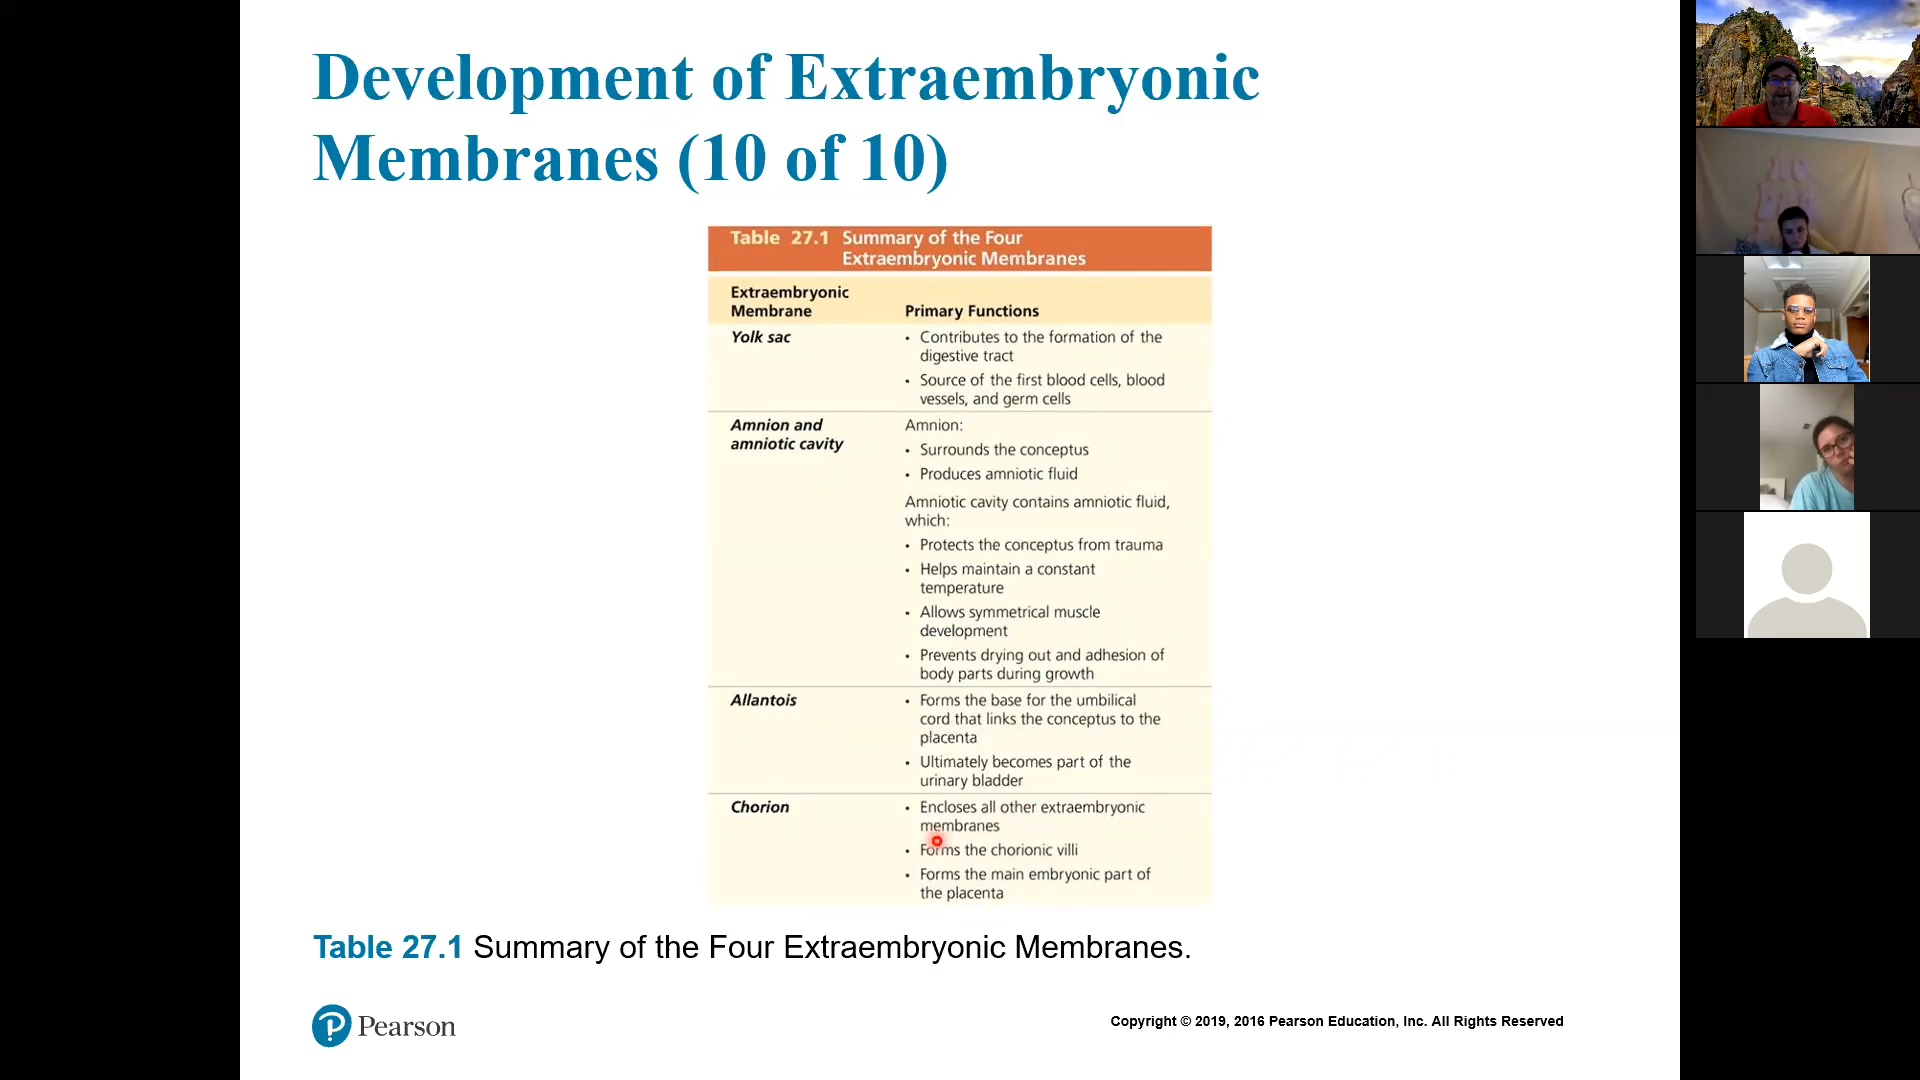 Development of Extraembryonic
Membranes (10 of 10)
Table 27.1 Summary of the Four
Extraembryonic Membranes
Extraembryonic
Membrane
Primary Functions
Yolk sac
• Contributes to the formation of the
digestive tract
• Source of the first blood cells, blood
vessels, and germ cells
Amnion and
amniotic cavity
Amnion:
• Surrounds the conceptus
• Produces amniotic fluid
Amniotic cavity contains amniotic fluid,
which:
• Protects the conceptus from trauma
• Helps maintain a constant
temperature
• Allows symmetrical muscle
development
• Prevents drying out and adhesion of
body parts during growth
Allantois
• Forms the base for the umbilical
cord that links the conceptus to the
placenta
• Ultimately becomes part of the
urinary bladder
Chorion
• Encloses all other extraembryonic
membranes
• Forms the chorionic villi
• Forms the main embryonic part of
the placenta
Table 27.1 Summary of the Four Extraembryonic Membranes.
Pearson
Copyright © 2019, 2016 Pearson Education, Inc. All Rights Reserved